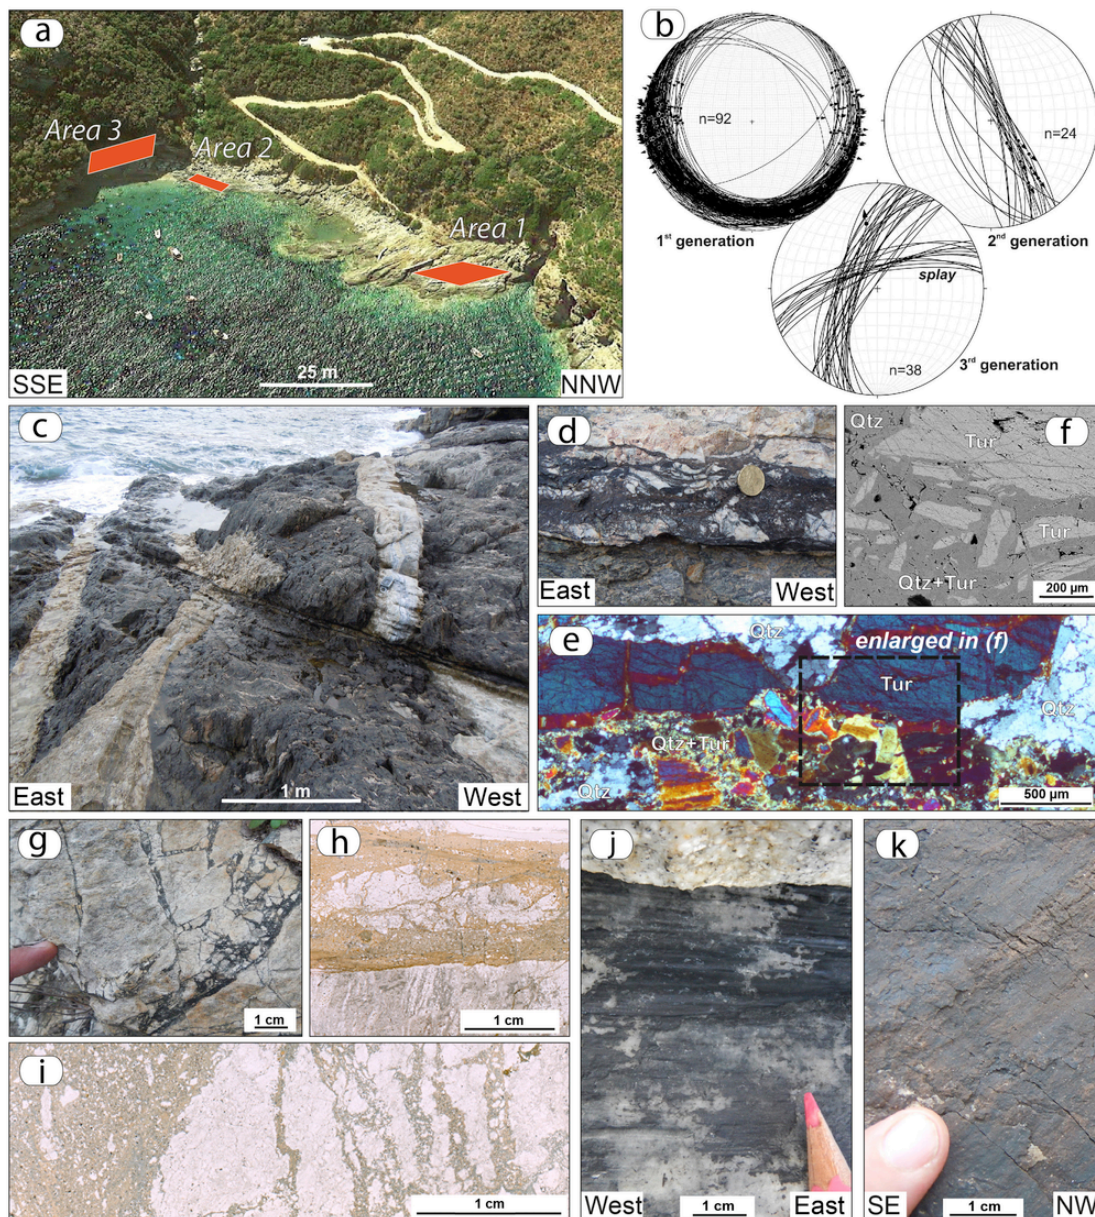 a
Area 3
Area 2
Area 1
SSE
25 m
NNW
b
n=92
n=24
1st generation
2nd generation
splay
n=38
3rd generation
c
East
1 m
West
d
East
West
f
Qtz
Tur
Tur
Qtz+Tur
200 µm
e
Qtz
enlarged in (f)
Tur
Qtz
Qtz+Tur
Qtz
500 µm
g
1 cm
h
1 cm
i
1 cm
j
West
1 cm
East
k
SE
1 cm
NW